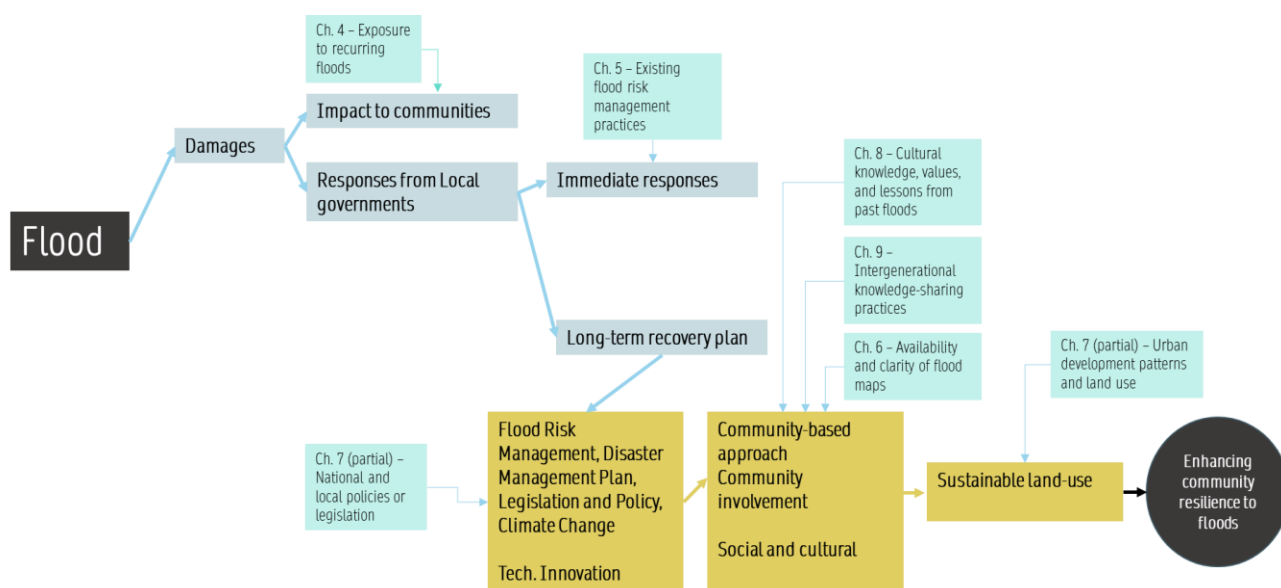 Ch. 4 – Exposure
to recurring
floods
Ch. 5 – Existing
flood risk
management
practices
Impact to communities
Damages
Ch. 8 – Cultural
knowledge, values,
and lessons from
past floods
Responses from Local
governments
Immediate responses
Flood
Ch. 9 –
Intergenerational
knowledge-sharing
practices
Long-term recovery plan
Ch. 6 – Availability
and clarity of flood
maps
Ch. 7 (partial) – Urban
development patterns
and land use
Ch. 7 (partial) –
National and
local policies or
legislation
Flood Risk
Management, Disaster
Management Plan,
Legislation and Policy,
Climate Change
Tech. Innovation
Community-based
approach
Community
involvement
Social and cultural
Sustainable land-use
Enhancing
community
resilience to
floods